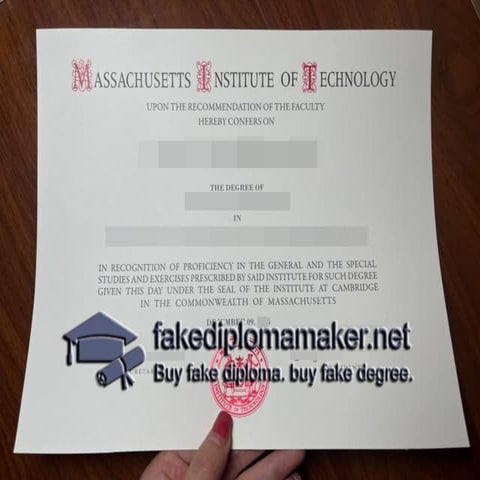 MASSACHUSETTS INSTITUTE OF TECHNOLOGY
UPON THE RECOMMENDATION OF THE FACULTY
HEREBY CONFERS ON
THE DEGREE OF
IN
IN RECOGNITION OF PROFICIENCY IN THE GENERAL AND THE SPECIAL
STUDIES AND EXERCISES PRESCRIBED BY SAID INSTITUTE FOR SUCH DEGREE
GIVEN THIS DAY UNDER THE SEAL OF THE INSTITUTE AT CAMBRIDGE
IN THE COMMONWEALTH OF MASSACHUSETTS
DECEMBER 09,
fakediplomamaker.net
Buy fake diploma. buy fake degree.